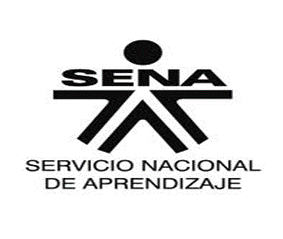 SENA
SERVICIO NACIONAL
DE APRENDIZAJE